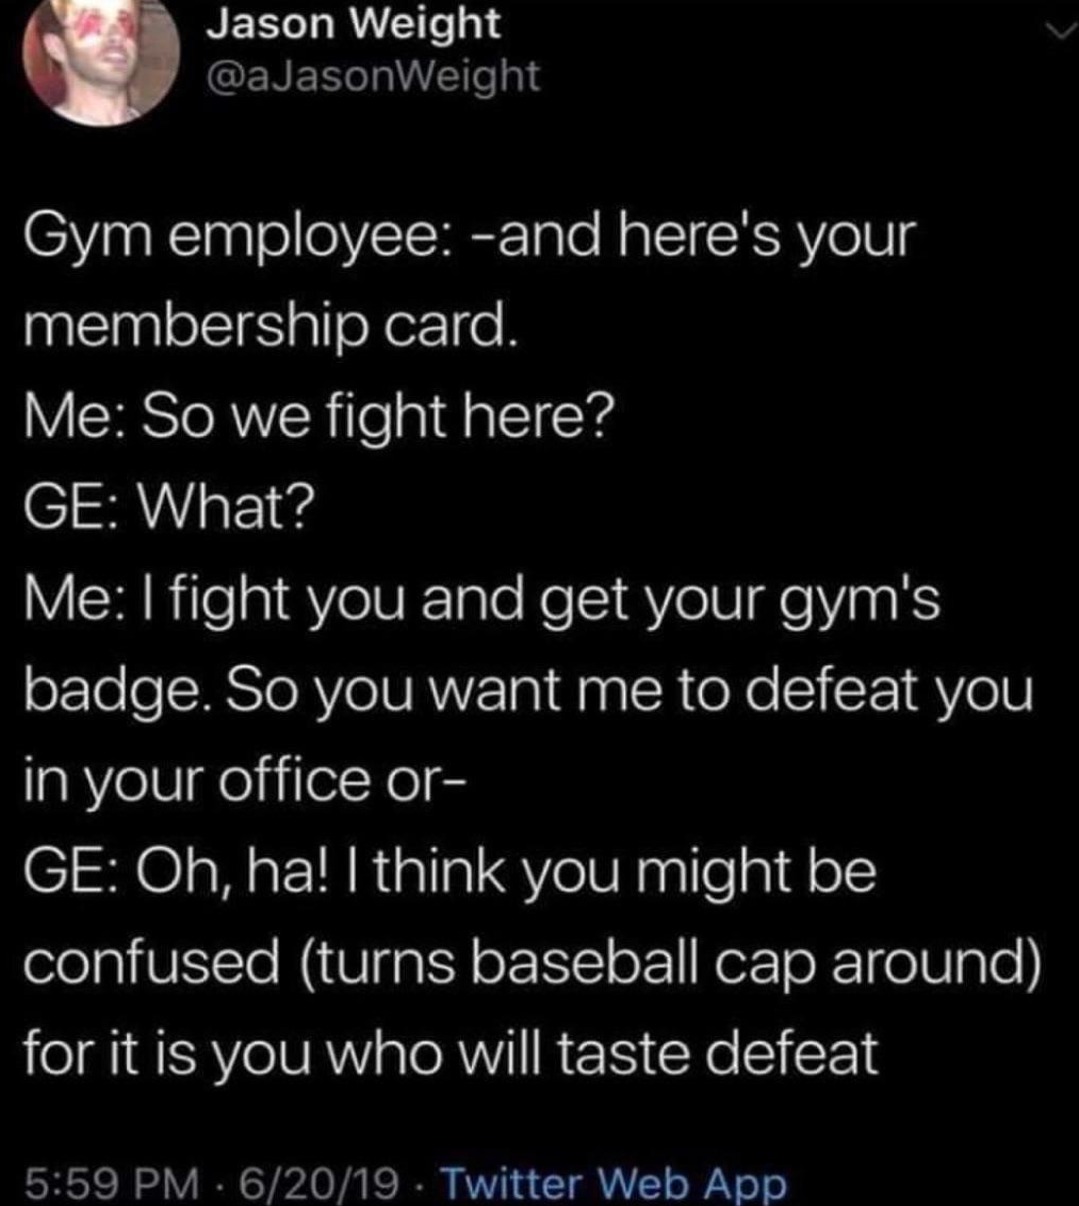 Jason Weight
@aJasonWeight
Gym employee: -and here's your
membership card.
Me: So we fight here?
GE: What?
Me: I fight you and get your gym's
badge. So you want me to defeat you
in your office or-
GE: Oh, ha! I think you might be
confused (turns baseball cap around)
for it is you who will taste defeat
5:59 PM · 6/20/19 · Twitter Web App